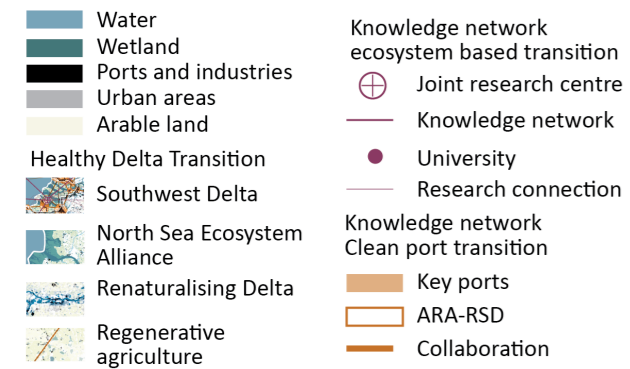 Water
Wetland
Ports and industries
Urban areas
Arable land
Healthy Delta Transition
Southwest Delta
North Sea Ecosystem
Alliance
Renaturalising Delta
Regenerative
agriculture
Knowledge network
ecosystem based transition
Joint research centre
Knowledge network
University
Research connection
Knowledge network
Clean port transition
Key ports
ARA-RSD
Collaboration